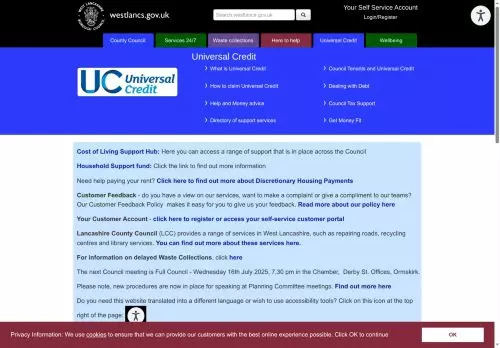 WEST LANCASHIRE
westlancs.gov.uk
Search westlancs.gov.uk
Your Self Service Account
Login/Register
County Council
Services 24/7
Waste collections
Here to help
Universal Credit
Wellbeing
Universal Credit
UC Universal
Credit
What is Universal Credit
Council Tenants and Universal Credit
How to claim Universal Credit
Dealing with Debt
Help and Money advice
Council Tax Support
Directory of support services
Get Money Fit
Cost of Living Support Hub: Here you can access a range of support that is in place across the Council
Household Support fund: Click the link to find out more information
Need help paying your rent? Click here to find out more about Discretionary Housing Payments
Customer Feedback - do you have a view on our services, want to make a complaint or give a compliment to our teams?
Our Customer Feedback Policy makes it easy for you to give us your feedback. Read more about our policy here
Your Customer Account - click here to register or access your self-service customer portal
Lancashire County Council (LCC) provides a range of services in West Lancashire, such as repairing roads, recycling
centres and library services. You can find out more about these services here.
For information on delayed Waste Collections, click here
The next Council meeting is Full Council - Wednesday 16th July 2025, 7.30 pm in the Chamber, Derby St. Offices, Ormskirk.
Please note, new procedures are now in place for speaking at Planning Committee meetings. Find out more here
Do you need this website translated into a different language or wish to use accessibility tools? Click on this icon at the top
right of the page:
Privacy Information: We use cookies to ensure that we can provide our customers with the best online experience possible. Click OK to continue
OK